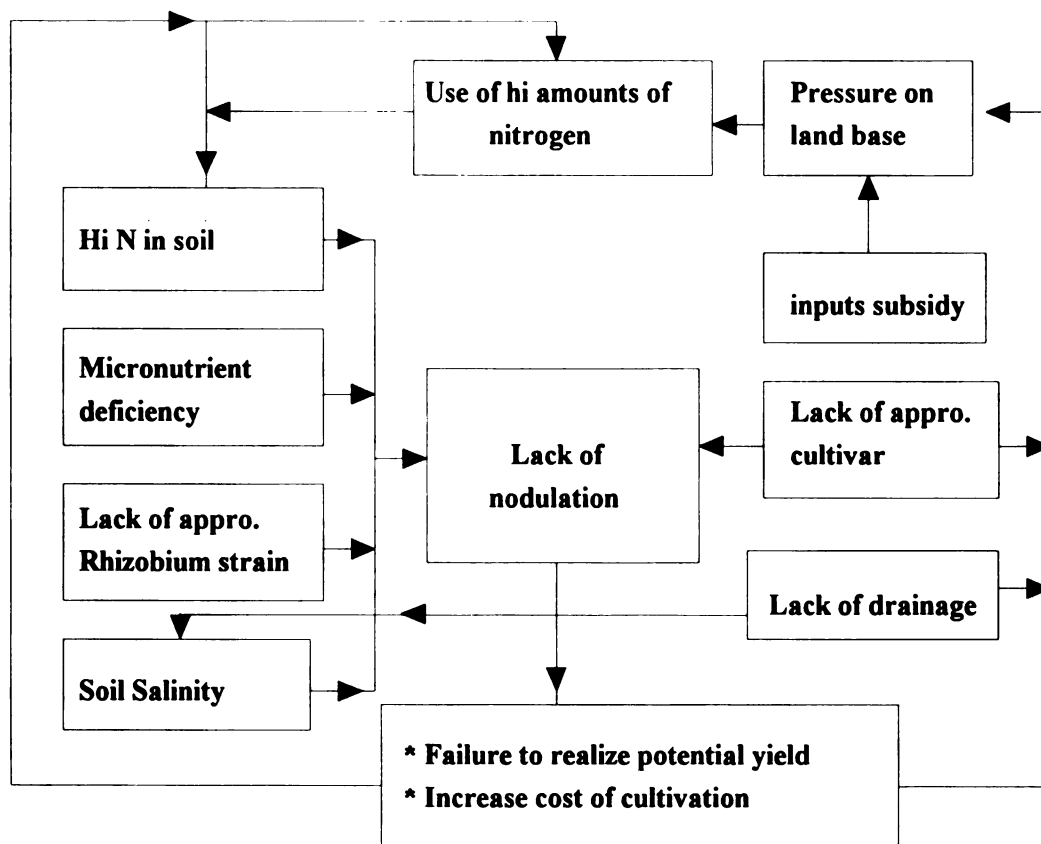 Use of hi amounts of
nitrogen
Pressure on
land base
Hi N in soil
inputs subsidy
Micronutrient
deficiency
Lack of
nodulation
Lack of appro.
cultivar
Lack of appro.
Rhizobium strain
Lack of drainage
Soil Salinity
* Failure to realize potential yield
* Increase cost of cultivation